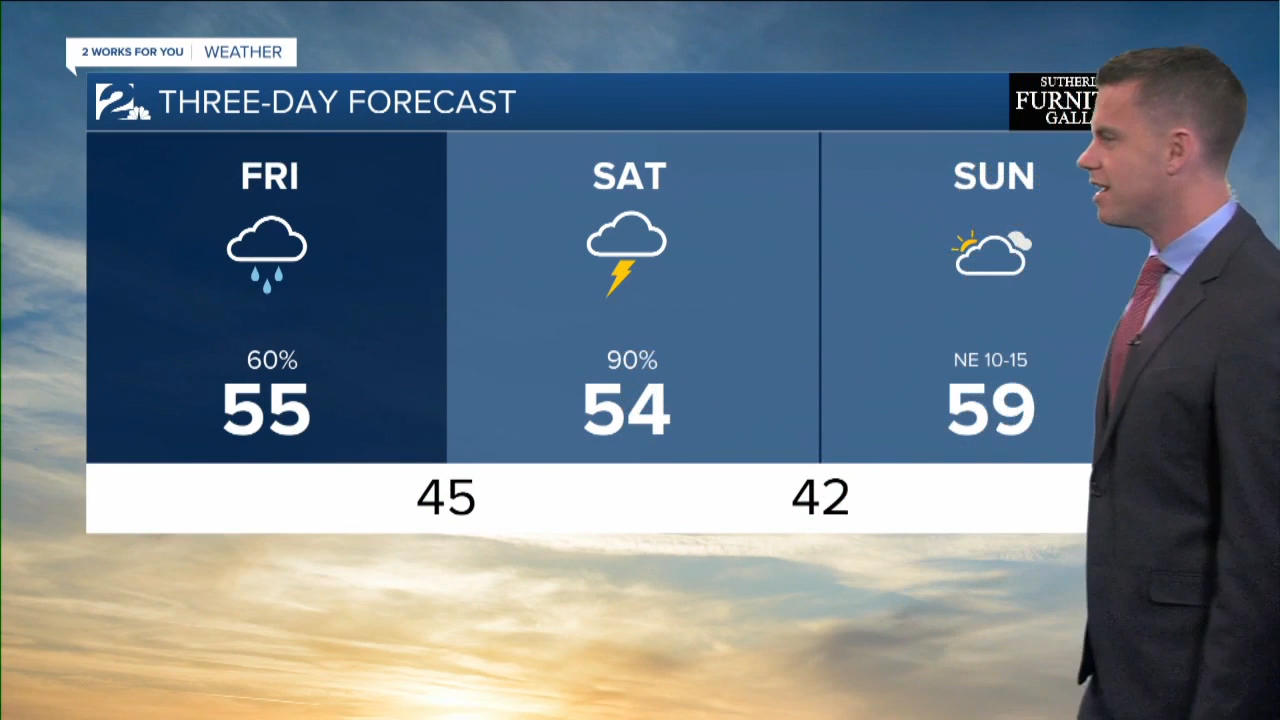 2 WORKS FOR YOU | WEATHER
2 THREE-DAY FORECAST
FRI
SAT
SUN
60%
90%
NE 10-15
55
54
59
45
42